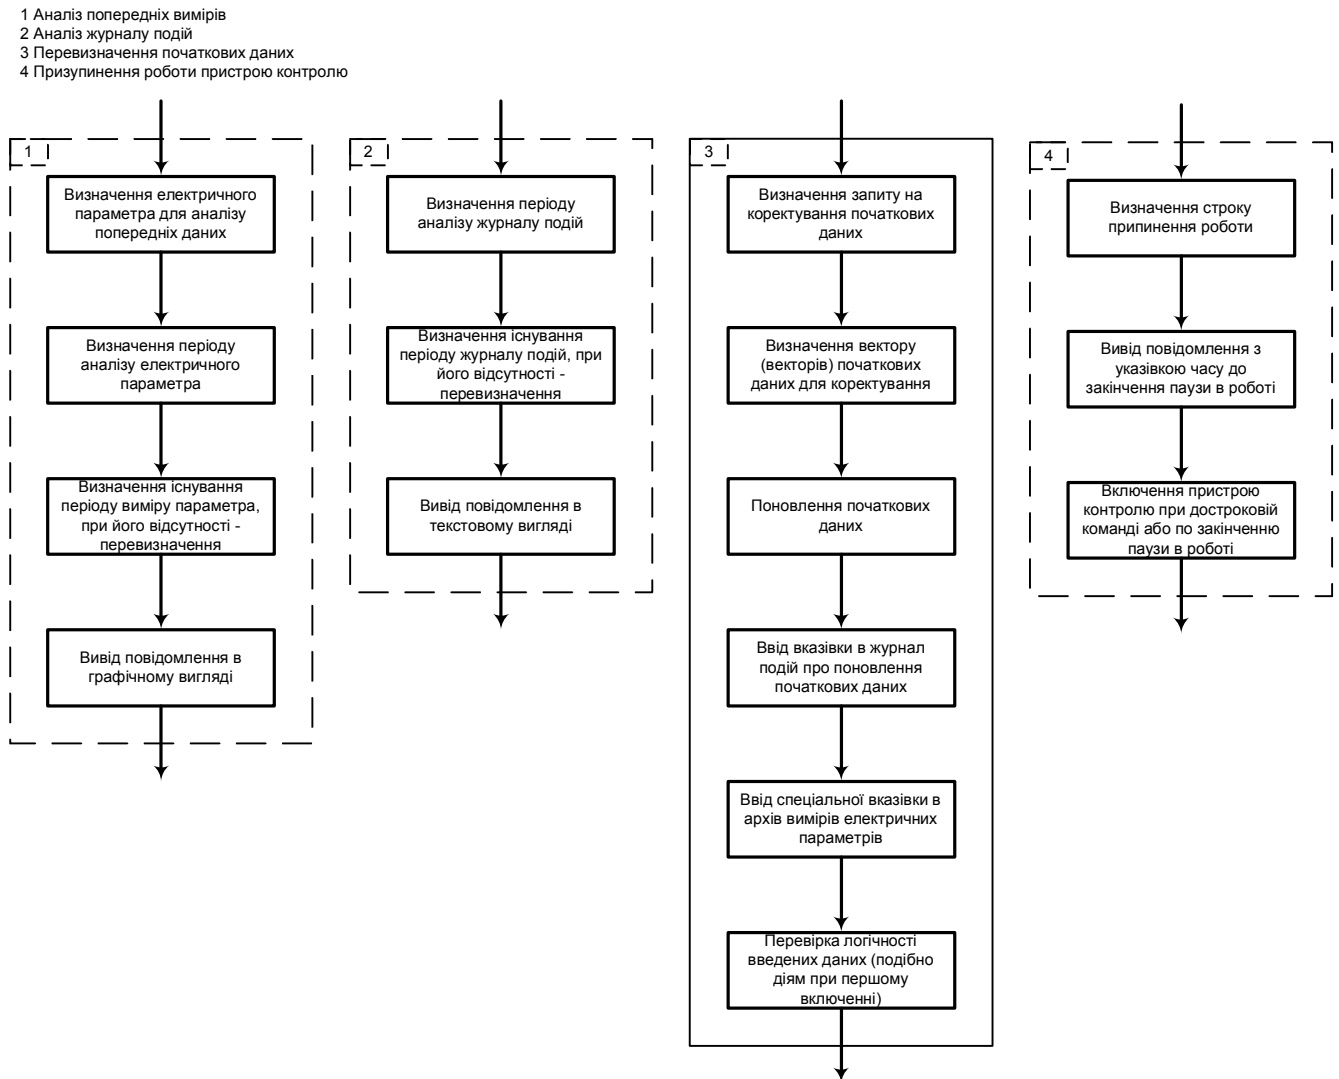 1 Аналіз попередніх вимірів
2 Аналіз журналу подій
3 Перевизначення початкових даних
4 Призупинення роботи пристрою контролю
1
Визначення електричного
параметра для аналізу
попередніх даних
Визначення періоду
аналізу електричного
параметра
Визначення існування
періоду виміру параметра,
при його відсутності -
перевизначення
Вивід повідомлення в
графічному вигляді
2
Визначення періоду
аналізу журналу подій
Визначення існування
періоду журналу подій, при
його відсутності -
перевизначення
Вивід повідомлення в
текстовому вигляді
3
Визначення запиту на
коректування початкових
даних
Визначення вектору
(векторів) початкових
даних для коректування
Поновлення початкових
даних
Ввід вказівки в журнал
подій про поновлення
початкових даних
Ввід спеціальної вказівки в
архів вимірів електричних
параметрів
Перевірка логічності
введених даних (подібно
діям при першому
включенні)
4
Визначення строку
припинення роботи
Вивід повідомлення з
указівкою часу до
закінчення паузи в роботі
Включення пристрою
контролю при достроковій
команді або по закінченню
паузи в роботі